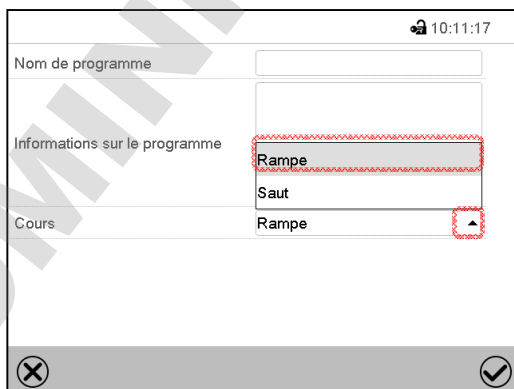 10:11:17
Nom de programme
Informations sur le programme
Rampe
Saut
Cours
Rampe